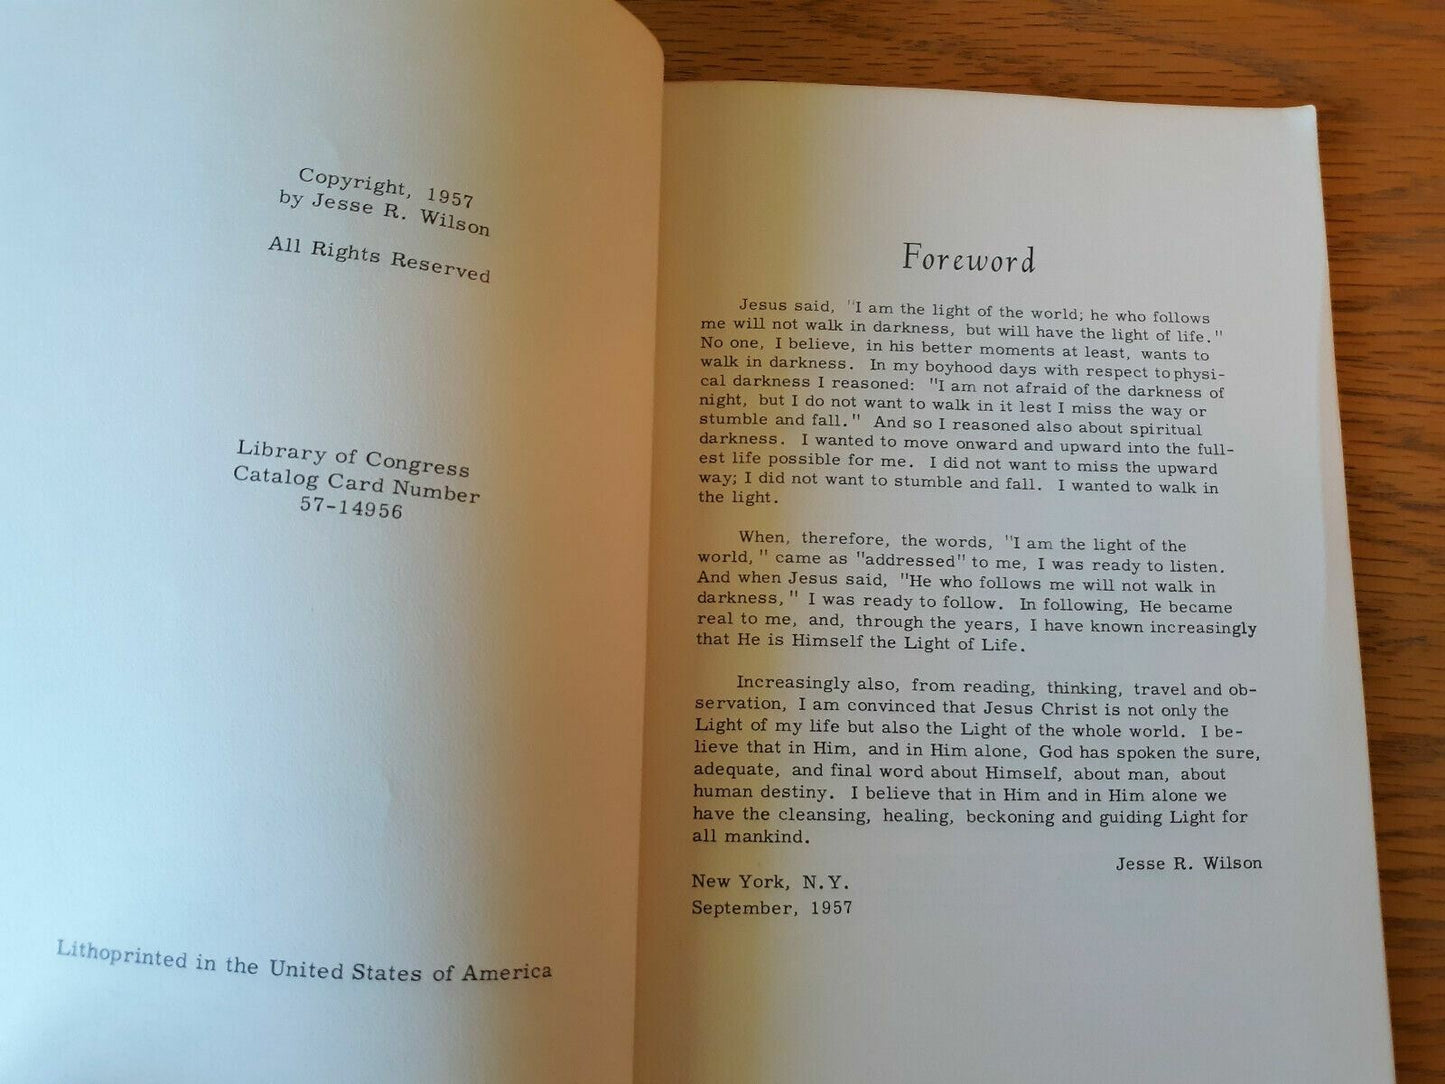 Copyright, 1957
by Jesse R. Wilson
All Rights Reserved
Library of Congress
Catalog Card Number
57-14956
Lithoprinted in the United States of America
Foreword
Jesus said, "I am the light of the world; he who follows
me will not walk in darkness, but will have the light of life."
No one, I believe, in his better moments at least, wants to
walk in darkness. In my boyhood days with respect to physi-
cal darkness I reasoned: "I am not afraid of the darkness of
night, but I do not want to walk in it lest I miss the way or
stumble and fall." And so I reasoned also about spiritual
darkness. I wanted to move onward and upward into the full-
est life possible for me. I did not want to miss the upward
way; I did not want to stumble and fall. I wanted to walk in
the light.
When, therefore, the words, "I am the light of the
world," came as "addressed" to me, I was ready to listen.
And when Jesus said, "He who follows me will not walk in
darkness," I was ready to follow. In following, He became
real to me, and, through the years, I have known increasingly
that He is Himself the Light of Life.
Increasingly also, from reading, thinking, travel and ob-
servation, I am convinced that Jesus Christ is not only the
Light of my life but also the Light of the whole world. I be-
lieve that in Him, and in Him alone, God has spoken the sure,
adequate, and final word about Himself, about man, about
human destiny. I believe that in Him and in Him alone we
have the cleansing, healing, beckoning and guiding Light for
all mankind.
Jesse R. Wilson
New York, N.Y.
September, 1957